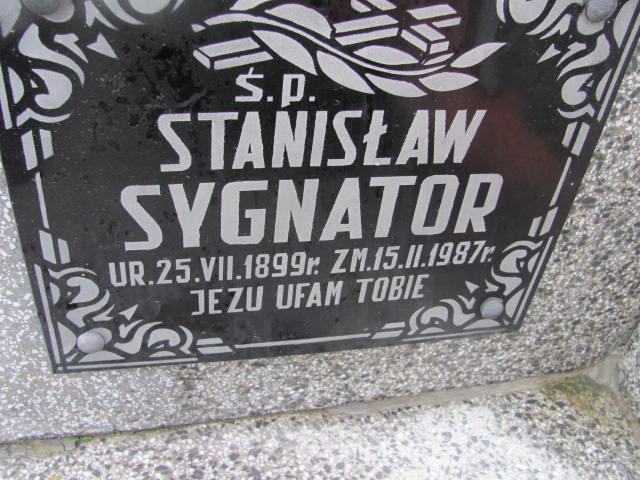 Ś.p.
STANISŁAW
SYGNATOR
UR.25.VII.1899r. ZM.15.II.1987r.
JEZU UFAM TOBIE